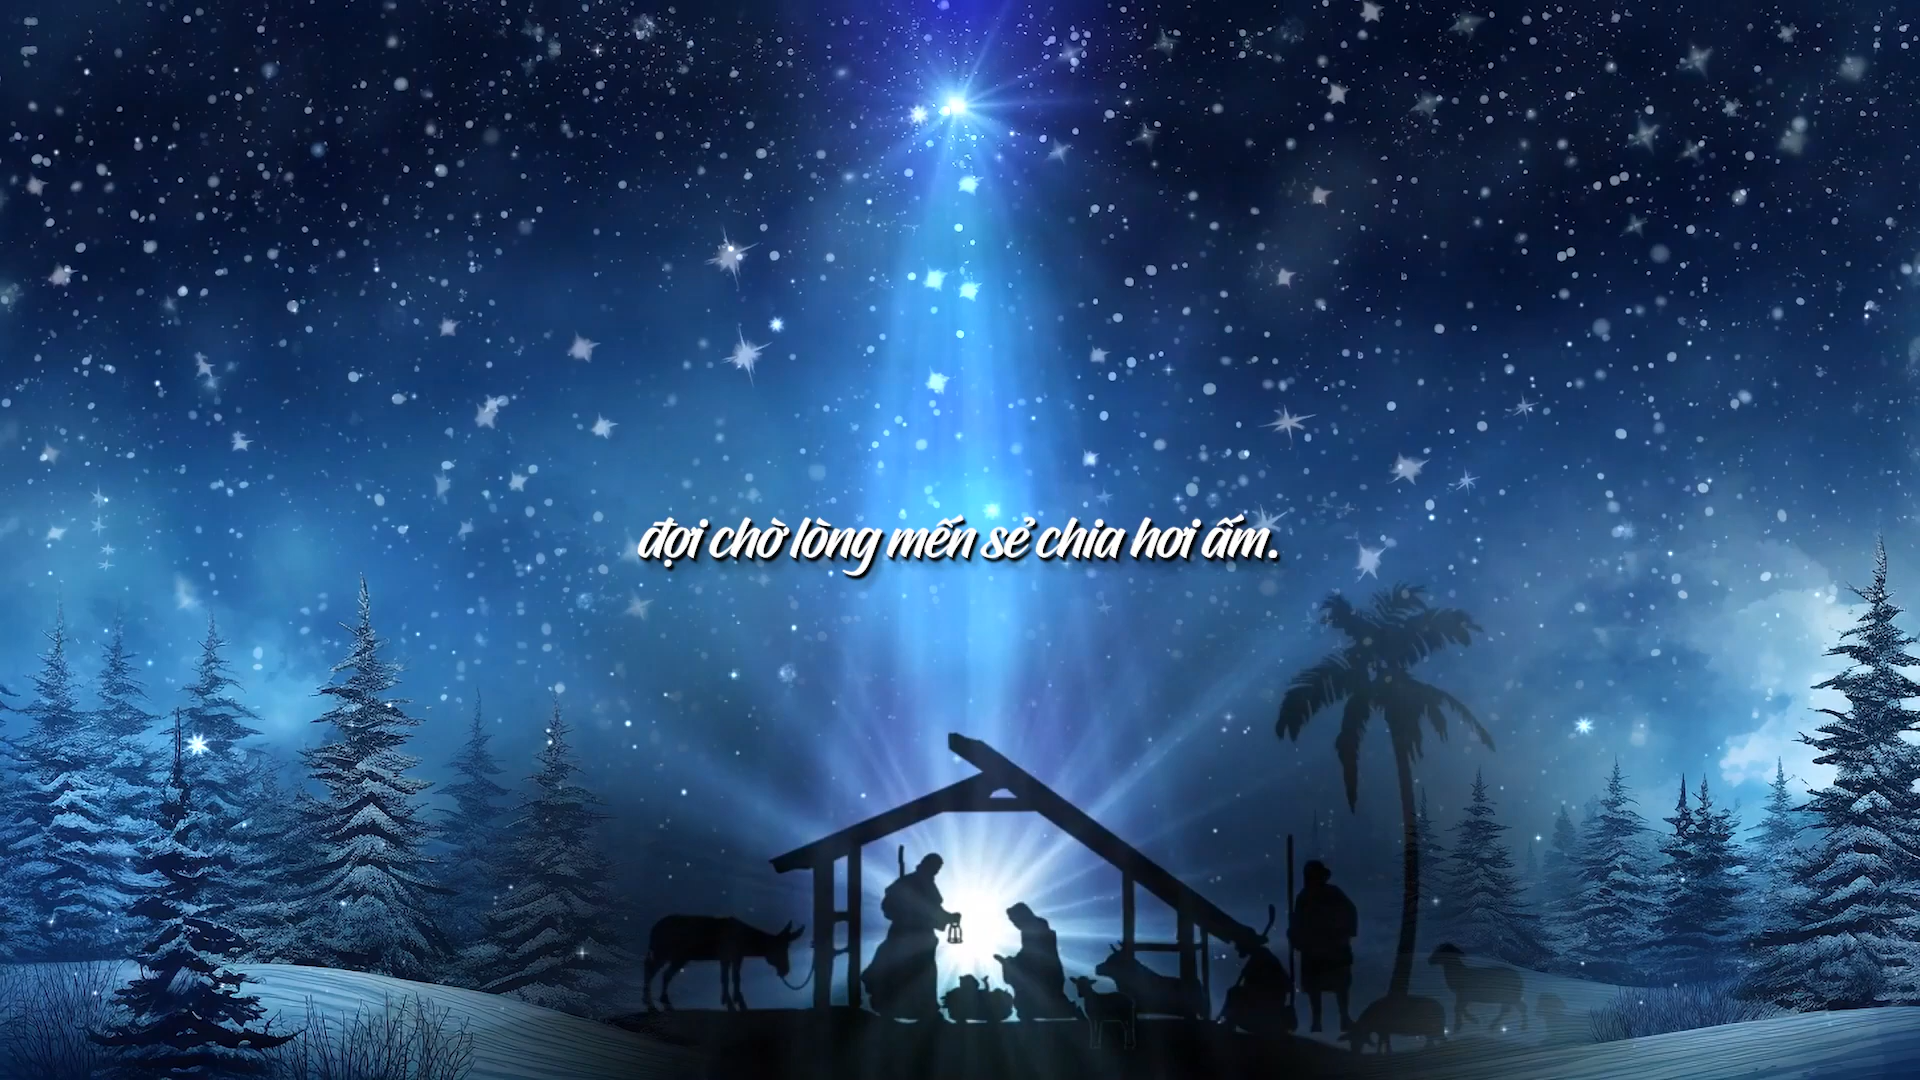 đợi chờ lòng mến sẻ chia hơi ấm.